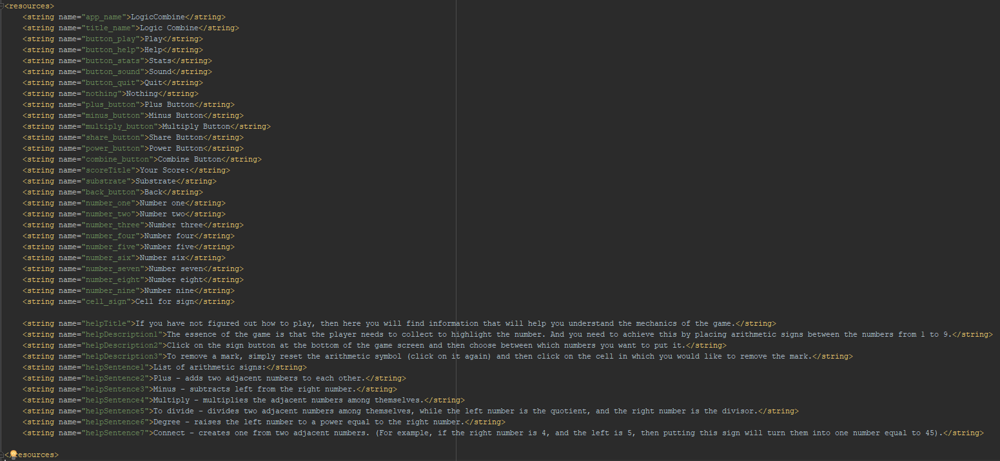 <resources>
<string name="app_name">LogicCombine</string>
<string name="title_name">Logic Combine</string>
<string name="button_play">Play</string>
<string name="button_help">Help</string>
<string name="button_stats">Stats</string>
<string name="button_sound">Sound</string>
<string name="button_quit">Quit</string>
<string name="nothing">Nothing</string>
<string name="plus_button">Plus Button</string>
<string name="minus_button">Minus Button</string>
<string name="multiply_button">Multiply Button</string>
<string name="share_button">Share Button</string>
<string name="power_button">Power Button</string>
<string name="combine_button">Combine Button</string>
<string name="scoreTitle">Your Score:</string>
<string name="substrate">Substrate</string>
<string name="back_button">Back</string>
<string name="number_one">Number one</string>
<string name="number_two">Number two</string>
<string name="number_three">Number three</string>
<string name="number_four">Number four</string>
<string name="number_five">Number five</string>
<string name="number_six">Number six</string>
<string name="number_seven">Number seven</string>
<string name="number_eight">Number eight</string>
<string name="number_nine">Number nine</string>
<string name="cell_sign">Cell for sign</string>
<string name="helpTitle">If you have not figured out how to play, then here you will find information that will help you understand the mechanics of the game.</string>
<string name="helpDescription1">The essence of the game is that the player needs to collect to highlight the number. And you need to achieve this by placing arithmetic signs between the numbers from 1 to 9.</string>
<string name="helpDescription2">Click on the sign button at the bottom of the game screen and then choose between which numbers you want to put it.</string>
<string name="helpDescription3">To remove a mark, simply reset the arithmetic symbol (click on it again) and then click on the cell in which you would like to remove the mark.</string>
<string name="helpSentence1">List of arithmetic signs:</string>
<string name="helpSentence2">Plus - adds two adjacent numbers to each other.</string>
<string name="helpSentence3">Minus - subtracts left from the right number.</string>
<string name="helpSentence4">Multiply - multiplies the adjacent numbers among themselves.</string>
<string name="helpSentence5">To divide - divides two adjacent numbers among themselves, while the left number is the quotient, and the right number is the divisor.</string>
<string name="helpSentence6">Degree - raises the left number to a power equal to the right number.</string>
<string name="helpSentence7">Connect - creates one from two adjacent numbers. (For example, if the right number is 4, and the left is 5, then putting this sign will turn them into one number equal to 45).</string>
</resources>